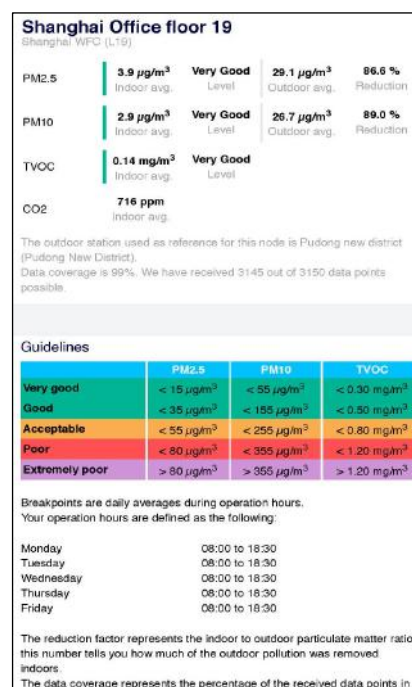 Shanghai Office floor 19
Shanghai WFC (L19)
PM2.5 3.9 µg/m³ Very Good 29.1 µg/m³ 86.6 %
Indoor avg. Level Outdoor avg. Reduction
PM10 2.9 µg/m³ Very Good 26.7 µg/m³ 89.0 %
Indoor avg. Level Outdoor avg. Reduction
TVOC 0.14 mg/m³ Very Good
Indoor avg. Level
CO2 716 ppm
Indoor avg.
The outdoor station used as reference for this node is Pudong new district
(Pudong New District).
Data coverage is 99%. We have received 3145 out of 3150 data points
possible.
Guidelines
PM2.5 PM10 TVOC
Very good < 15 µg/m³ < 55 µg/m³ < 0.30 mg/m³
Good < 35 µg/m³ < 155 µg/m³ < 0.50 mg/m³
Acceptable < 55 µg/m³ < 255 µg/m³ < 0.80 mg/m³
Poor < 80 µg/m³ < 355 µg/m³ < 1.20 mg/m³
Extremely poor > 80 µg/m³ > 355 µg/m³ > 1.20 mg/m³
Breakpoints are daily averages during operation hours.
Your operation hours are defined as the following:
Monday 08:00 to 18:30
Tuesday 08:00 to 18:30
Wednesday 08:00 to 18:30
Thursday 08:00 to 18:30
Friday 08:00 to 18:30
The reduction factor represents the indoor to outdoor particulate matter ratio
this number tells you how much of the outdoor pollution was removed
indoors.
The data coverage represents the percentage of the received data points in